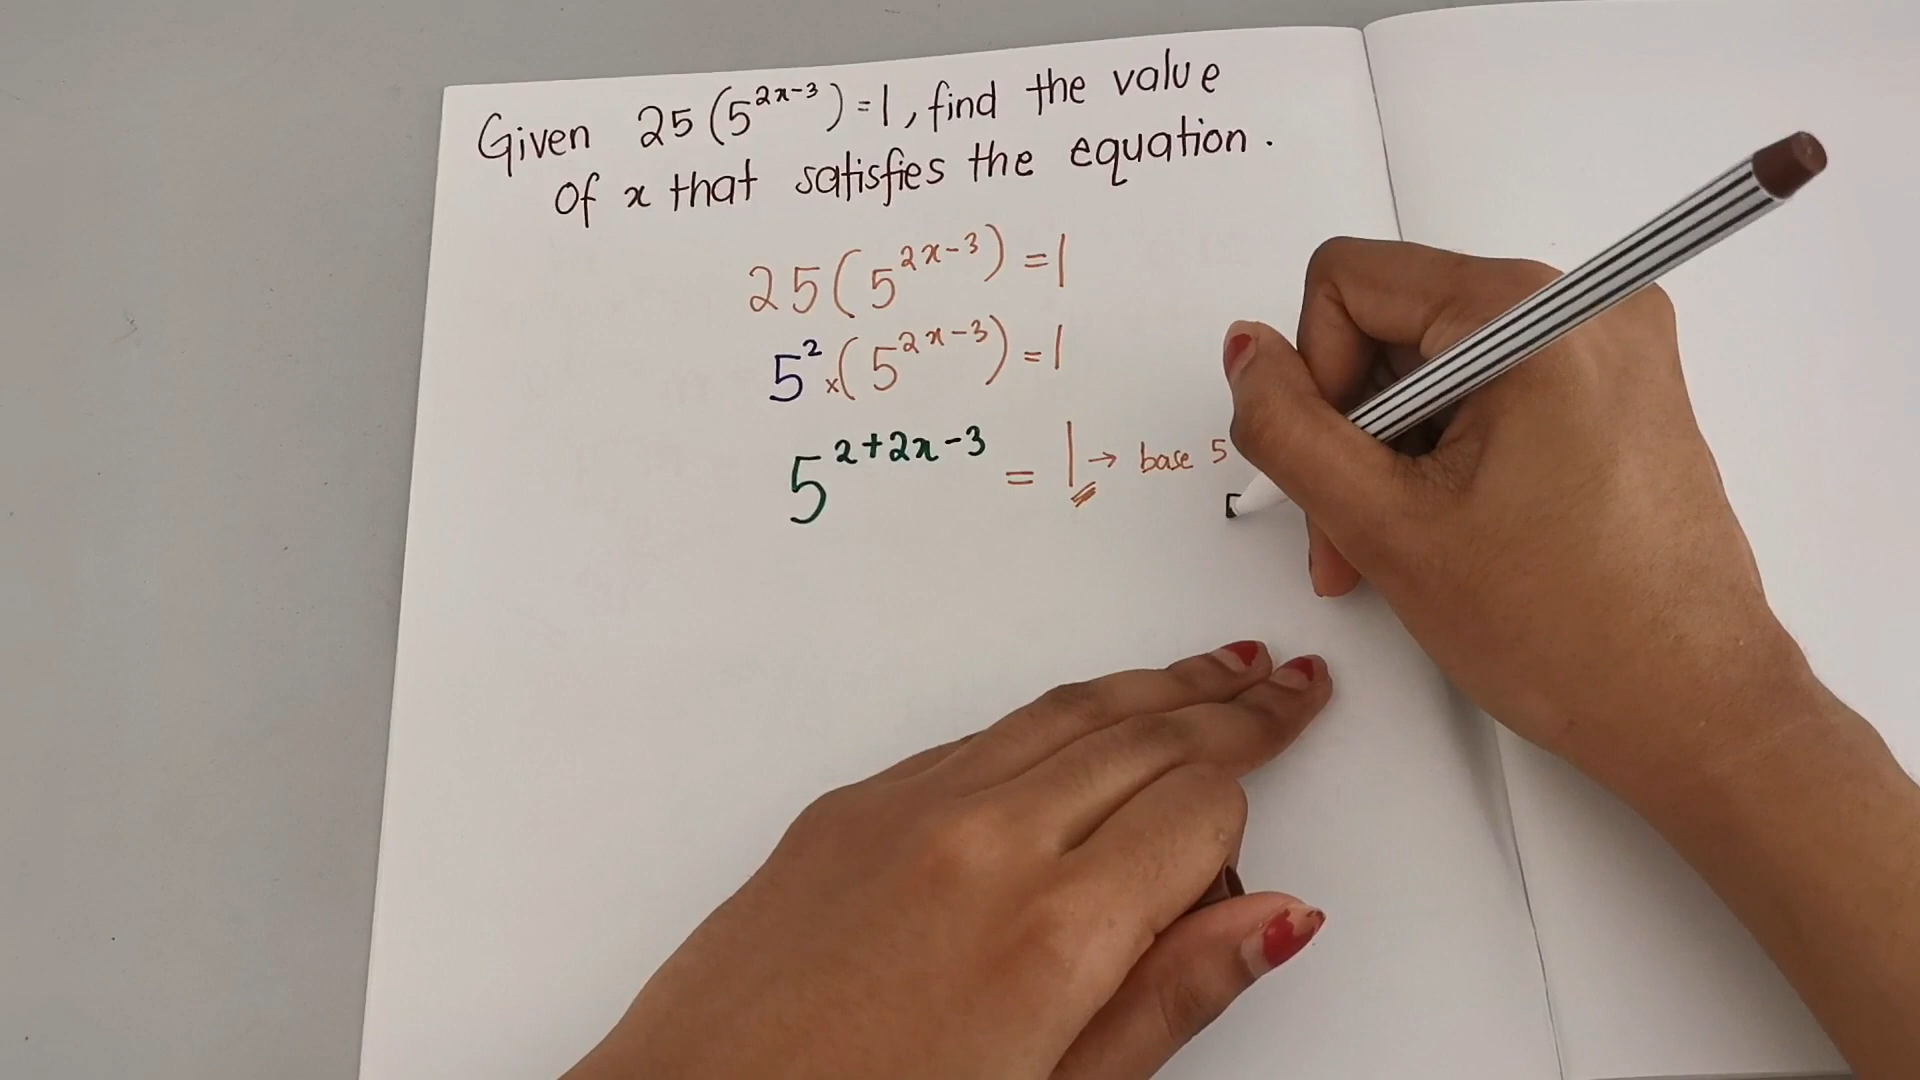 Given 25(5^{2x-3})=1, find the value
of x that satisfies the equation.
25(5^{2x-3})=1
5^2 x(5^{2x-3})=1
5^{2+2x-3} = 1 → base 5